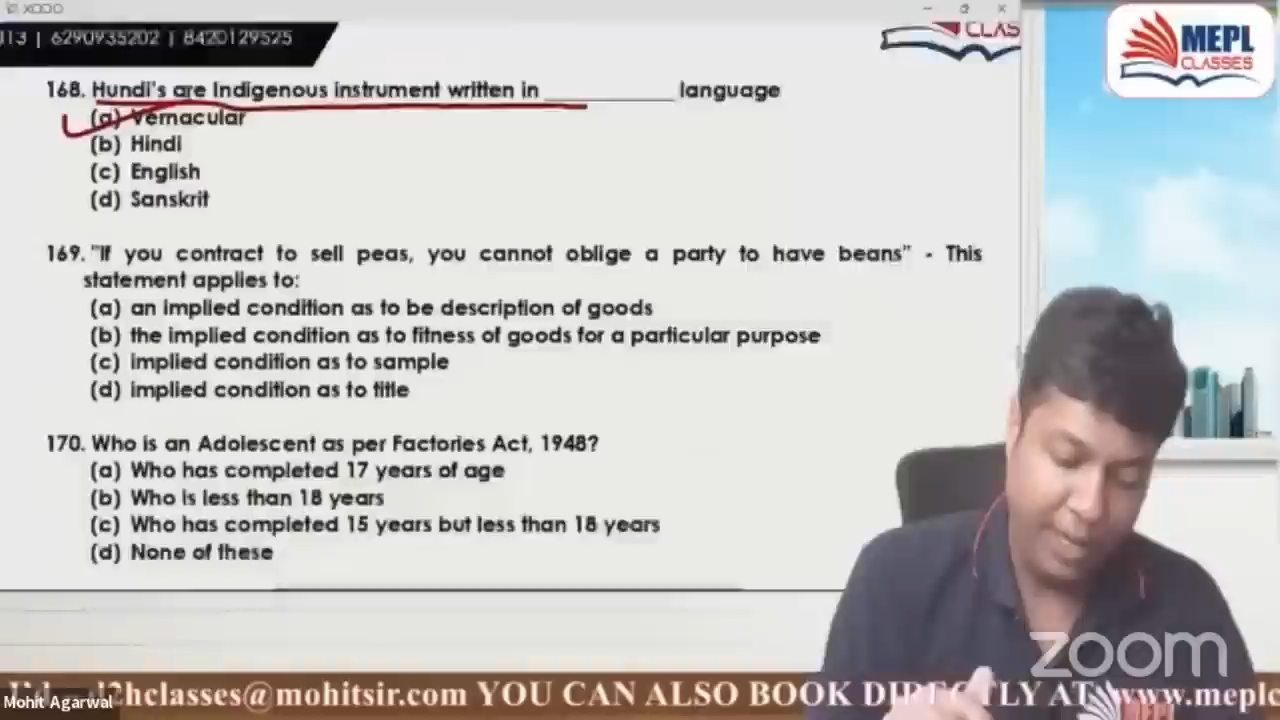 XODO
113 | 6290935202 | 8420129525
CLAS
MEPL
CLASSES
168. Hundi's are Indigenous instrument written in __________ language
(a) Vernacular
(b) Hindi
(c) English
(d) Sanskrit
169. "If you contract to sell peas, you cannot oblige a party to have beans" - This
statement applies to:
(a) an implied condition as to be description of goods
(b) the implied condition as to fitness of goods for a particular purpose
(c) implied condition as to sample
(d) implied condition as to title
170. Who is an Adolescent as per Factories Act, 1948?
(a) Who has completed 17 years of age
(b) Who is less than 18 years
(c) Who has completed 15 years but less than 18 years
(d) None of these
zoom
2hclasses@mohitsir.com YOU CAN ALSO BOOK DIRECTLY AT www.meplc
Mohit Agarwal
MEPL